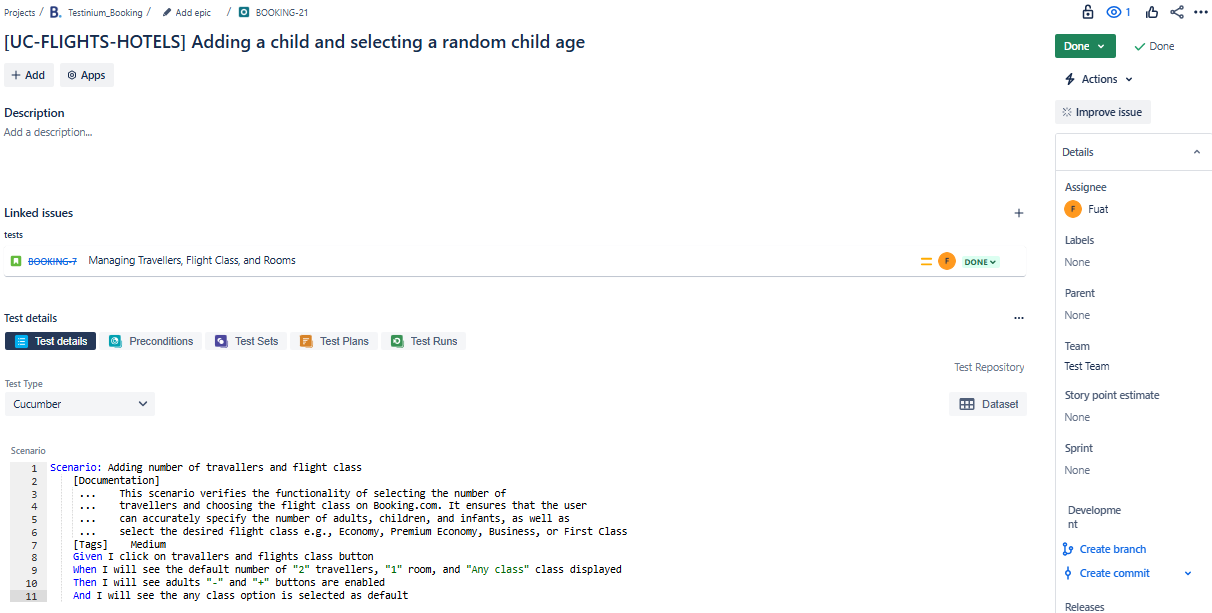 Projects / B. Testinium_Booking / Add epic / BOOKING-21
1
[UC-FLIGHTS-HOTELS] Adding a child and selecting a random child age
Done
Done
+ Add
Apps
Actions
Improve issue
Description
Add a description...
Details
Assignee
F Fuat
Labels
None
Parent
None
Team
Test Team
Story point estimate
None
Sprint
None
Developme
nt
Create branch
Create commit
Releases
Linked issues
tests
BOOKING-7 Managing Travellers, Flight Class, and Rooms F DONE
Test details
Test details Preconditions Test Sets Test Plans Test Runs
Test Repository
Test Type
Cucumber
Dataset
Scenario
1 Scenario: Adding number of travallers and flight class
2 [Documentation]
3 ... This scenario verifies the functionality of selecting the number of
4 ... travellers and choosing the flight class on Booking.com. It ensures that the user
5 ... can accurately specify the number of adults, children, and infants, as well as
6 ... select the desired flight class e.g., Economy, Premium Economy, Business, or First Class
7 [Tags] Medium
8 Given I click on travallers and flights class button
9 When I will see the default number of "2" travellers, "1" room, and "Any class" class displayed
10 Then I will see adults "-" and "+" buttons are enabled
11 And I will see the any class option is selected as default